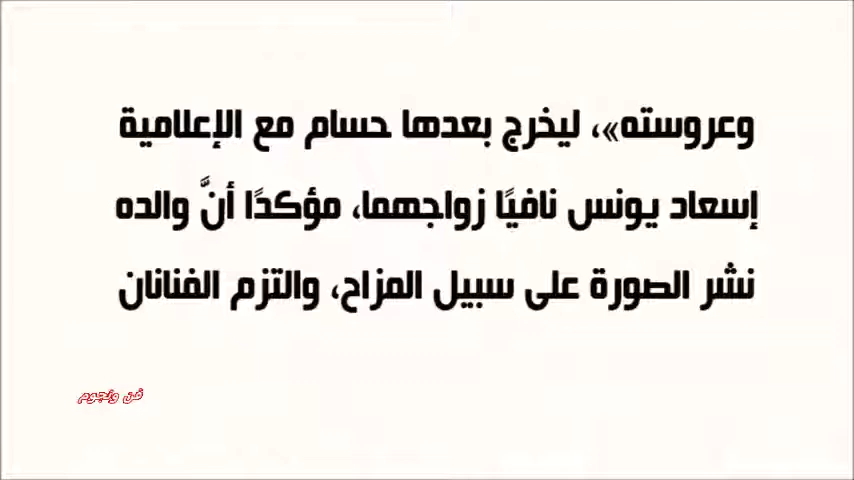 وعروسته»، ليخرج بعدها حسام مع الإعلامية
إسعاد يونس نافيًا زواجهما، مؤكدًا أنَّ والده
نشر الصورة على سبيل المزاح، والتزم الفنانان
فن ونجوم